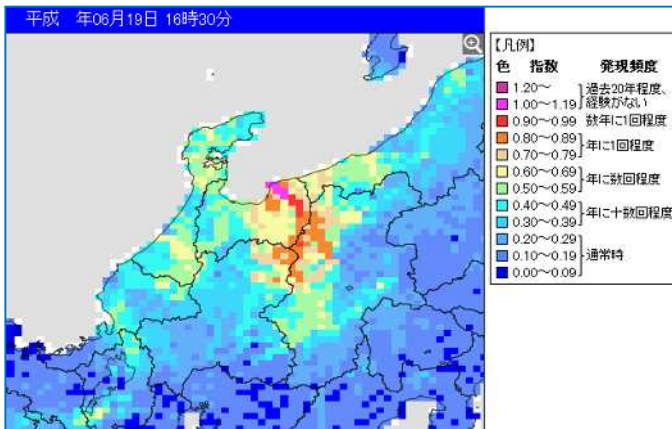 平成　年06月19日 16時30分
【凡例】
色 指数 発現頻度
1.20～
1.00～1.19
過去20年程度、
経験がない
0.90～0.99 数年に1回程度
0.80～0.89
0.70～0.79
年に1回程度
0.60～0.69
0.50～0.59
年に数回程度
0.40～0.49
0.30～0.39
年に十数回程度
0.20～0.29
0.10～0.19
0.00～0.09
通常時